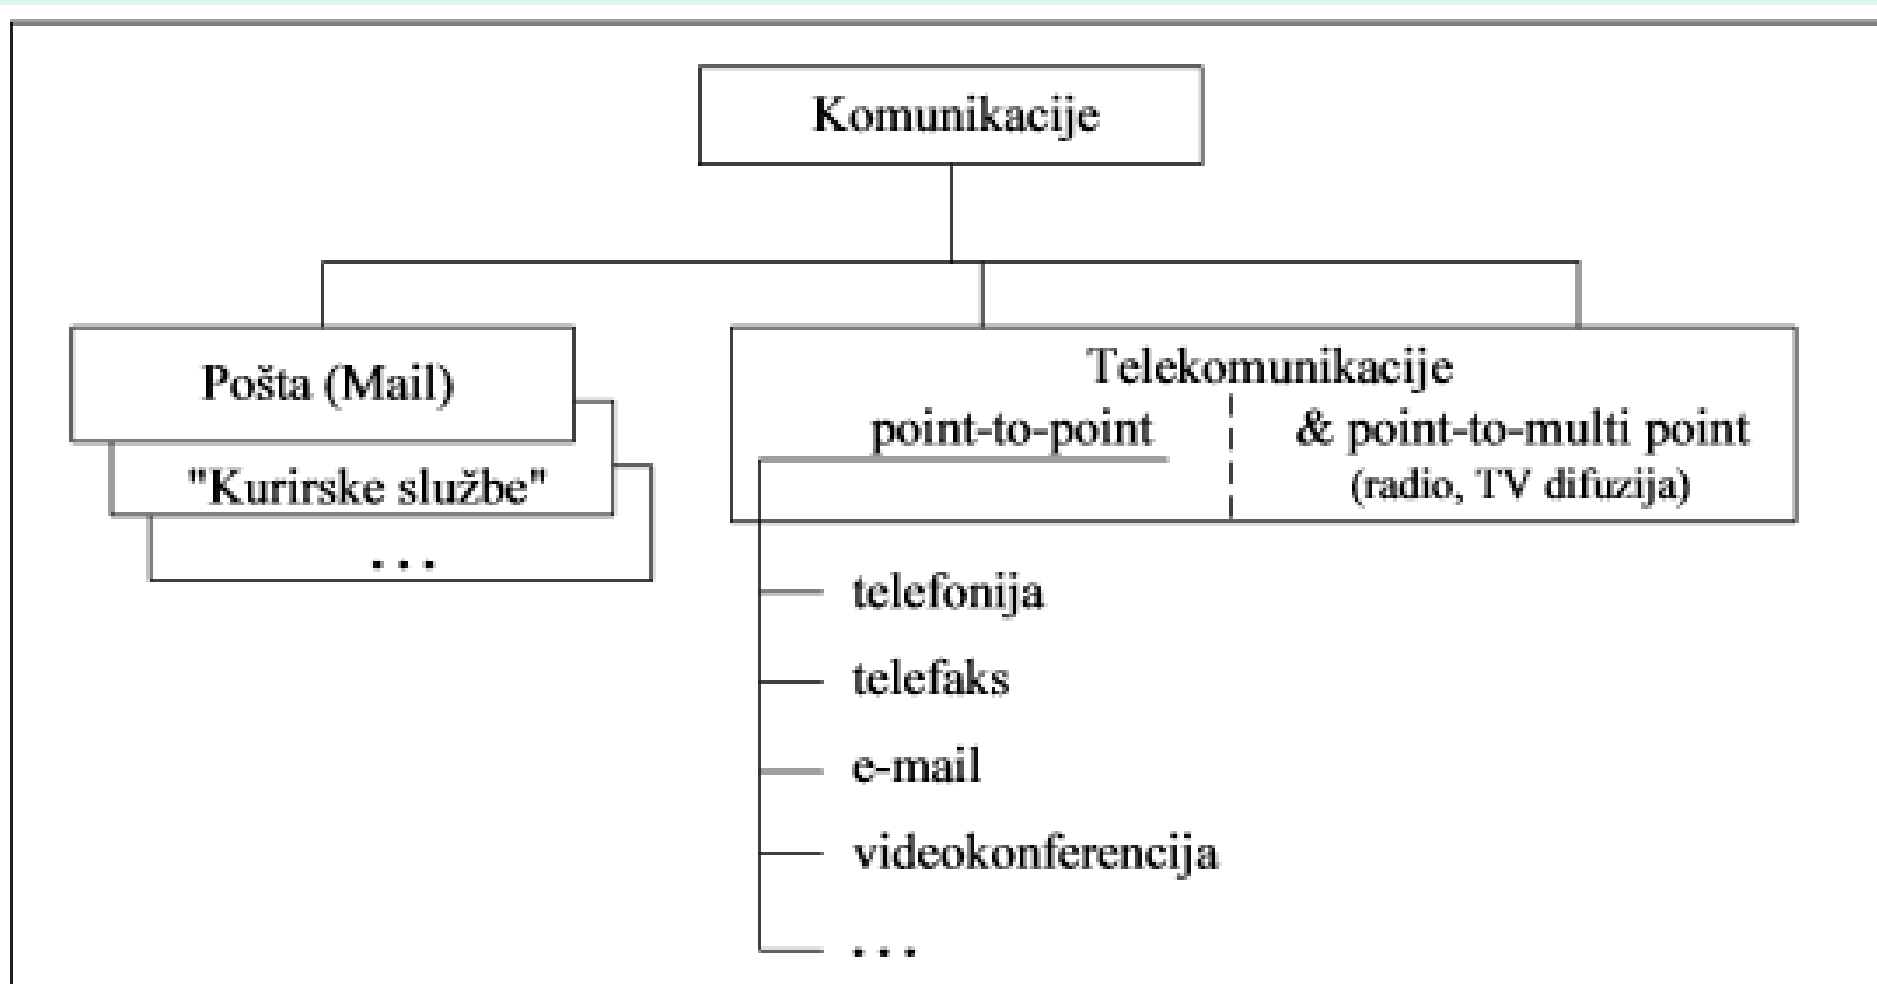 Komunikacije
Pošta (Mail)
"Kurirske službe"
...
Telekomunikacije
point-to-point
& point-to-multi point
(radio, TV difuzija)
telefonija
telefaks
e-mail
videokonferencija
...